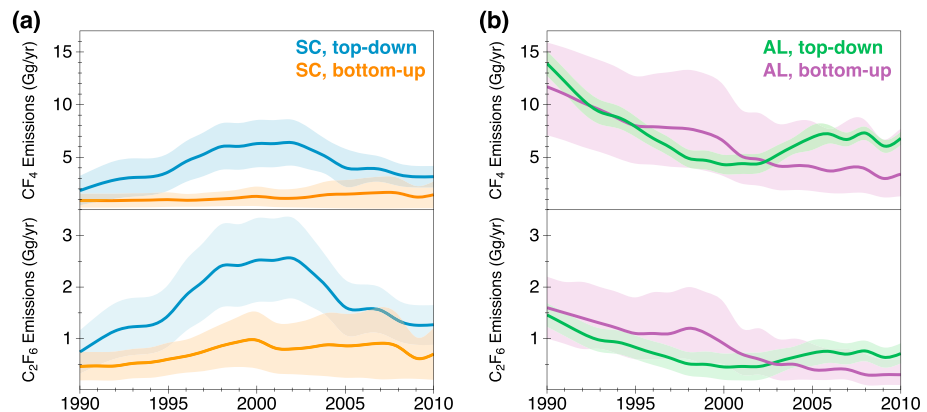 (a)
(b)
CF4 Emissions (Gg/yr)
15
10
5
SC, top-down
SC, bottom-up
CF4 Emissions (Gg/yr)
15
10
5
AL, top-down
AL, bottom-up
C2F6 Emissions (Gg/yr)
3
2
1
1990 1995 2000 2005 2010
C2F6 Emissions (Gg/yr)
3
2
1
1990 1995 2000 2005 2010